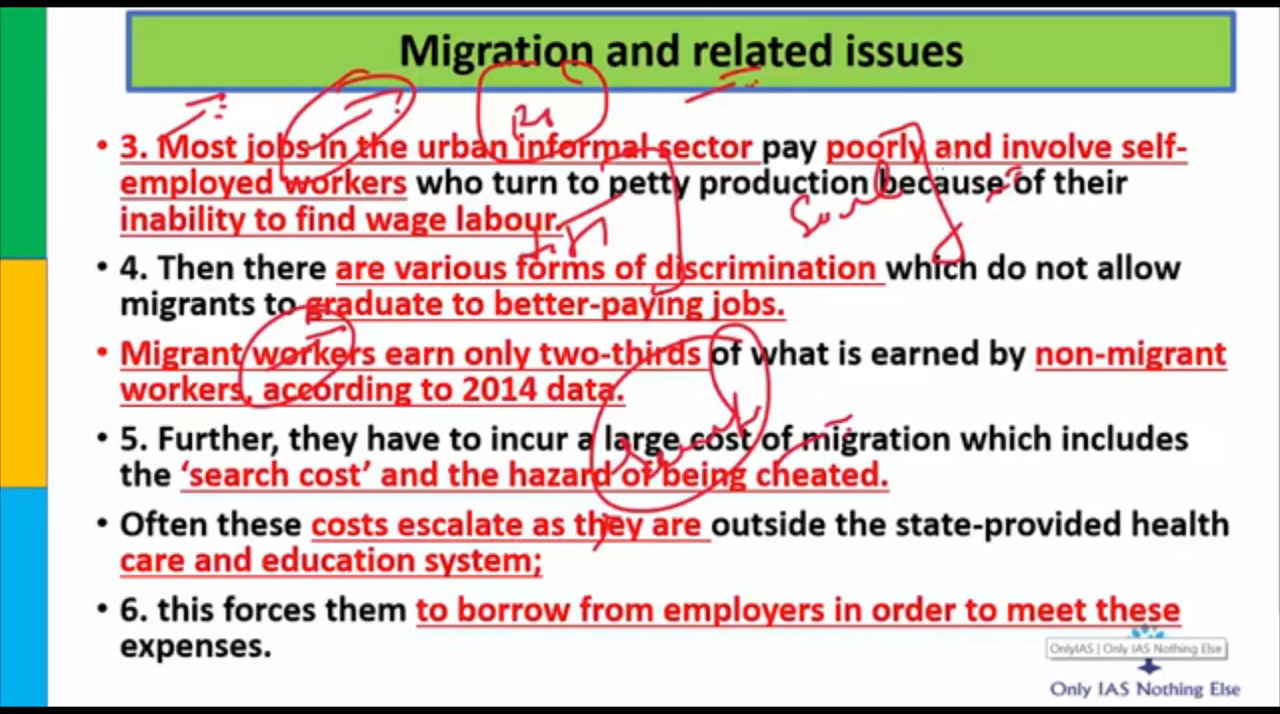 Migration and related issues
• 3. Most jobs in the urban informal sector pay poorly and involve self-
employed workers who turn to petty production because of their
inability to find wage labour.
• 4. Then there are various forms of discrimination which do not allow
migrants to graduate to better-paying jobs.
• Migrant workers earn only two-thirds of what is earned by non-migrant
workers, according to 2014 data.
• 5. Further, they have to incur a large cost of migration which includes
the ‘search cost’ and the hazard of being cheated.
• Often these costs escalate as they are outside the state-provided health
care and education system;
• 6. this forces them to borrow from employers in order to meet these
expenses.
OnlyIAS | Only IAS Nothing Else
Only IAS Nothing Else